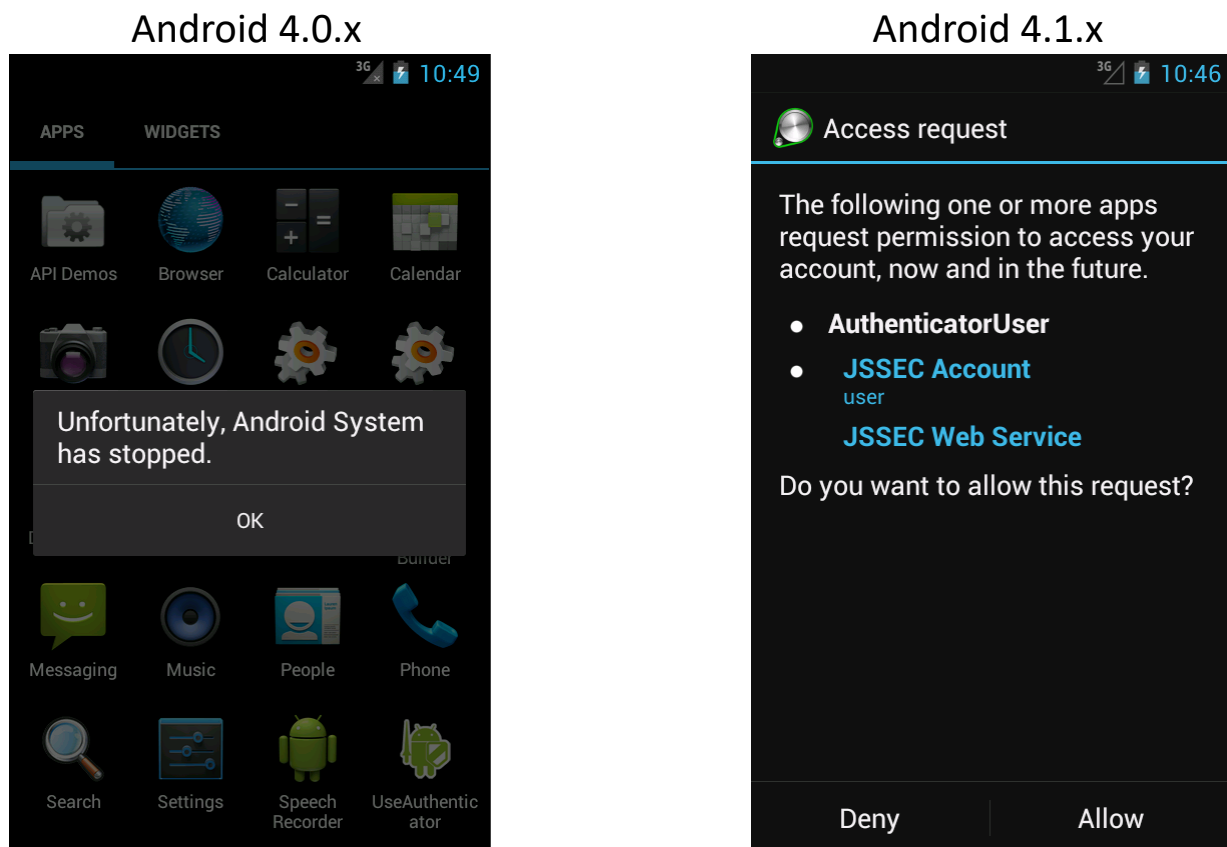 Android 4.0.x
3G
10:49
APPS
WIDGETS
API Demos
Browser
Calculator
Calendar
Unfortunately, Android System
has stopped.
OK
Builder
Messaging
Music
People
Phone
Search
Settings
Speech
Recorder
UseAuthentic
ator
Android 4.1.x
3G
10:46
Access request
The following one or more apps
request permission to access your
account, now and in the future.
● AuthenticatorUser
● JSSEC Account
user
JSSEC Web Service
Do you want to allow this request?
Deny
Allow